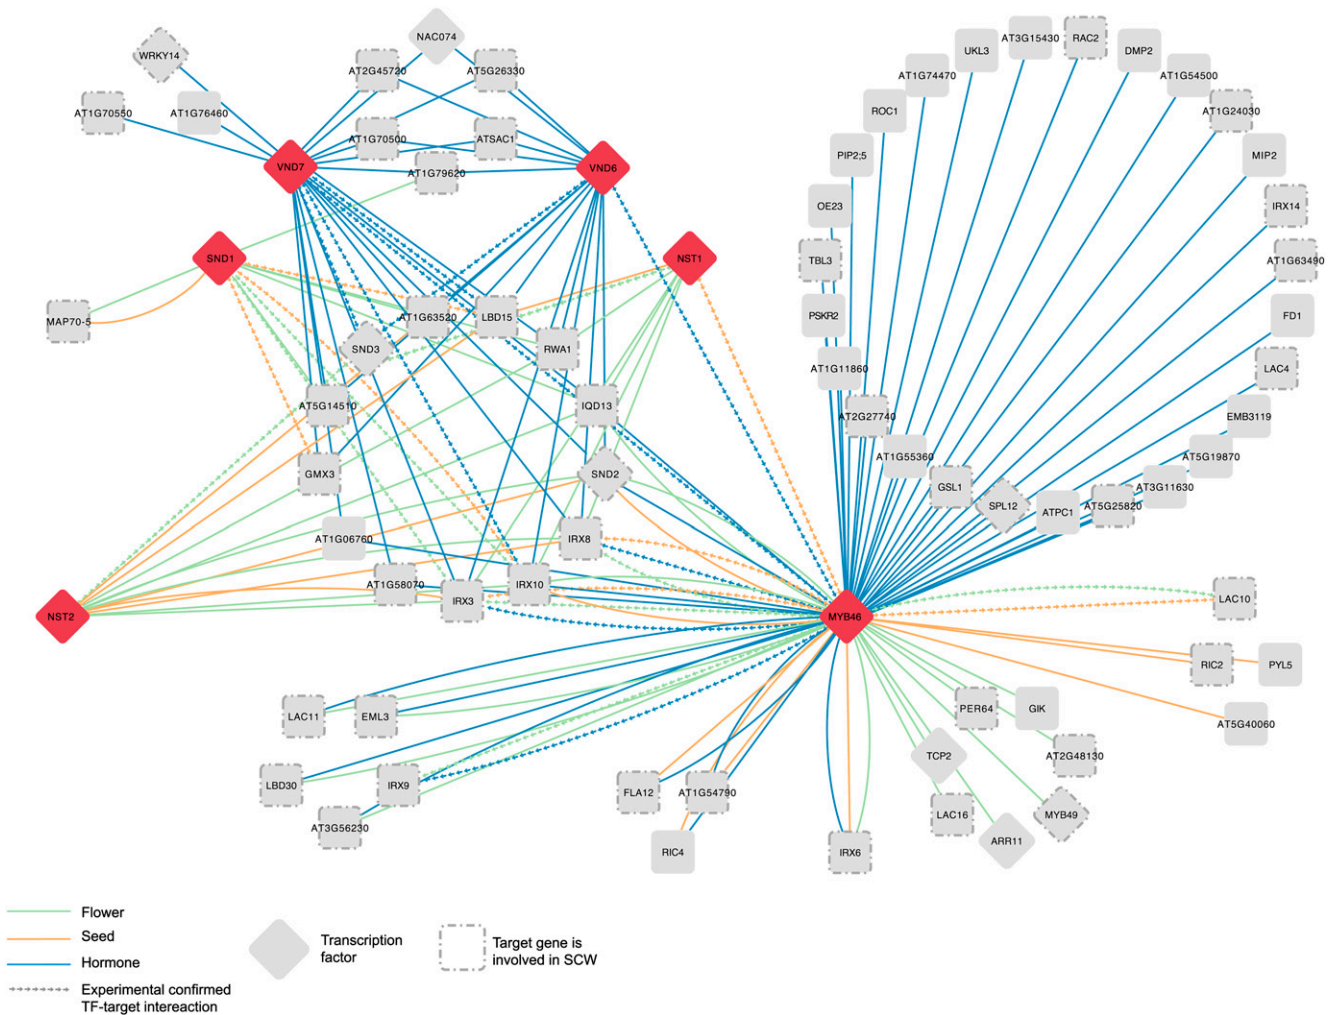 NAC074
AT3G15430
RAC2
UKL3
DMP2
WRKY14
AT2G45720
AT5G26330
AT1G74470
AT1G54500
AT1G70550
AT1G76460
ROC1
AT1G24030
AT1G70500
ATSAC1
PIP2;5
MIP2
VND7
VND6
AT1G79620
OE23
IRX14
SND1
NST1
TBL3
AT1G63490
MAP70-5
AT1G63520
LBD15
PSKR2
FD1
SND3
RWA1
AT1G11860
LAC4
AT5G14510
IQD13
AT2G27740
EMB3119
AT1G55360
AT5G19870
GMX3
SND2
GSL1
AT3G11630
SPL12
ATPC1
AT5G25820
AT1G06760
IRX8
AT1G58070
IRX3
IRX10
LAC10
NST2
MYB46
RIC2
PYL5
LAC11
EML3
PER64
GIK
AT5G40060
TCP2
AT2G48130
LBD30
IRX9
FLA12
AT1G54790
AT3G56230
LAC16
MYB49
ARR11
RIC4
IRX6
Flower
Seed
Hormone
Experimental confirmed
TF-target intereaction
Transcription
factor
Target gene is
involved in SCW